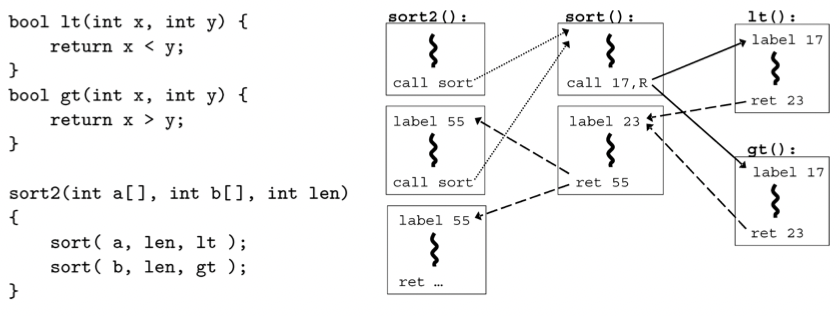 bool lt(int x, int y) {
    return x < y;
}
bool gt(int x, int y) {
    return x > y;
}
sort2(int a[], int b[], int len)
{
    sort( a, len, lt );
    sort( b, len, gt );
}
sort2():
call sort
label 55
call sort
label 55
ret …
sort():
call 17,R
label 23
ret 55
lt():
label 17
ret 23
gt():
label 17
ret 23